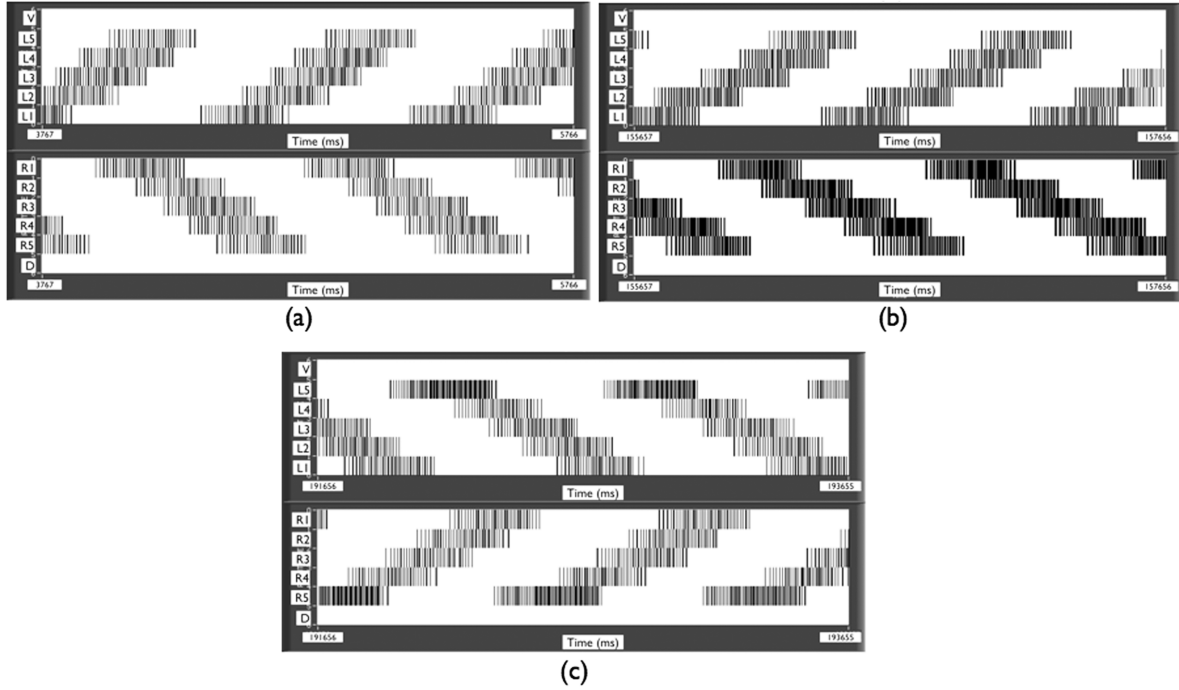 V
L5
L4
L3
L2
L1
3767 5766
Time (ms)
R1
R2
R3
R4
R5
D
3767 5766
Time (ms)
(a)
V
L5
L4
L3
L2
L1
155657 157656
Time (ms)
R1
R2
R3
R4
R5
D
155657 157656
Time (ms)
(b)
V
L5
L4
L3
L2
L1
191656 193655
Time (ms)
R1
R2
R3
R4
R5
D
191656 193655
Time (ms)
(c)